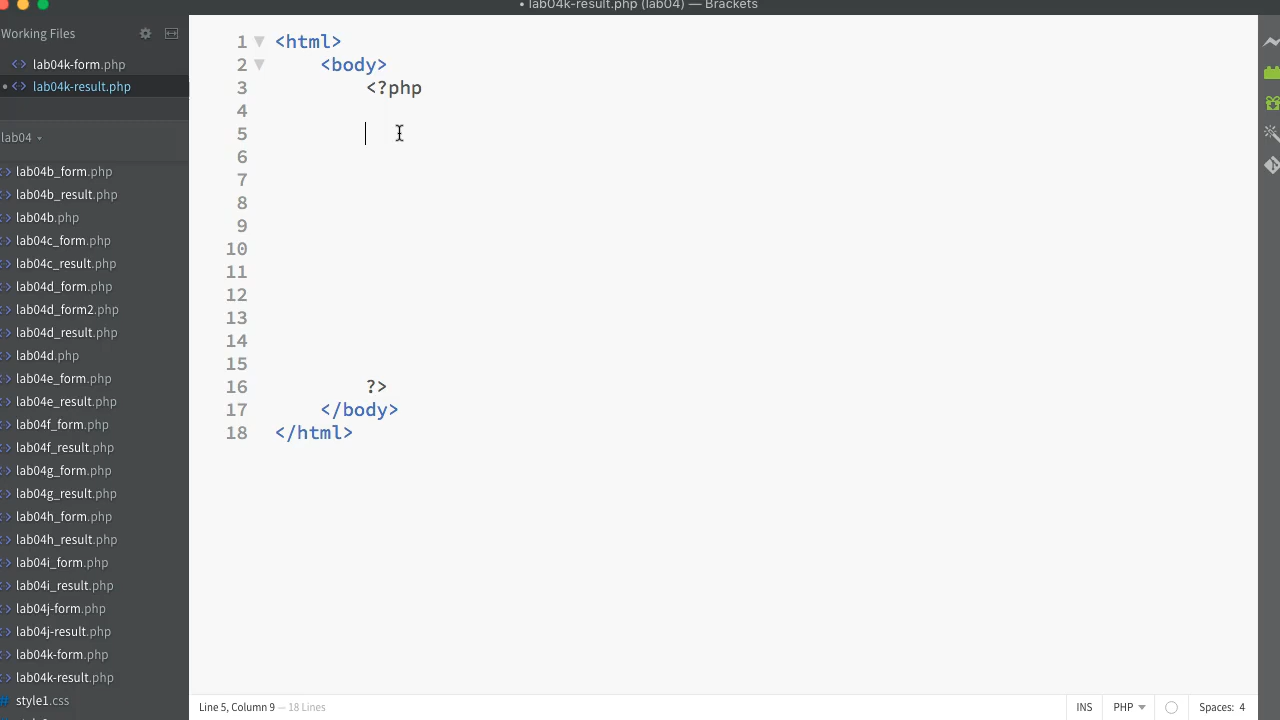 • lab04k-result.php (lab04) — Brackets
Working Files
lab04k-form.php
lab04k-result.php
lab04
lab04b_form.php
lab04b_result.php
lab04b.php
lab04c_form.php
lab04c_result.php
lab04d_form.php
lab04d_form2.php
lab04d_result.php
lab04d.php
lab04e_form.php
lab04e_result.php
lab04f_form.php
lab04f_result.php
lab04g_form.php
lab04g_result.php
lab04h_form.php
lab04h_result.php
lab04i_form.php
lab04i_result.php
lab04j-form.php
lab04j-result.php
lab04k-form.php
lab04k-result.php
style1.css
1 <html>
2 <body>
3 <?php
4
5
6
7
8
9
10
11
12
13
14
15
16 ?>
17 </body>
18 </html>
Line 5, Column 9 — 18 Lines
INS PHP Spaces: 4